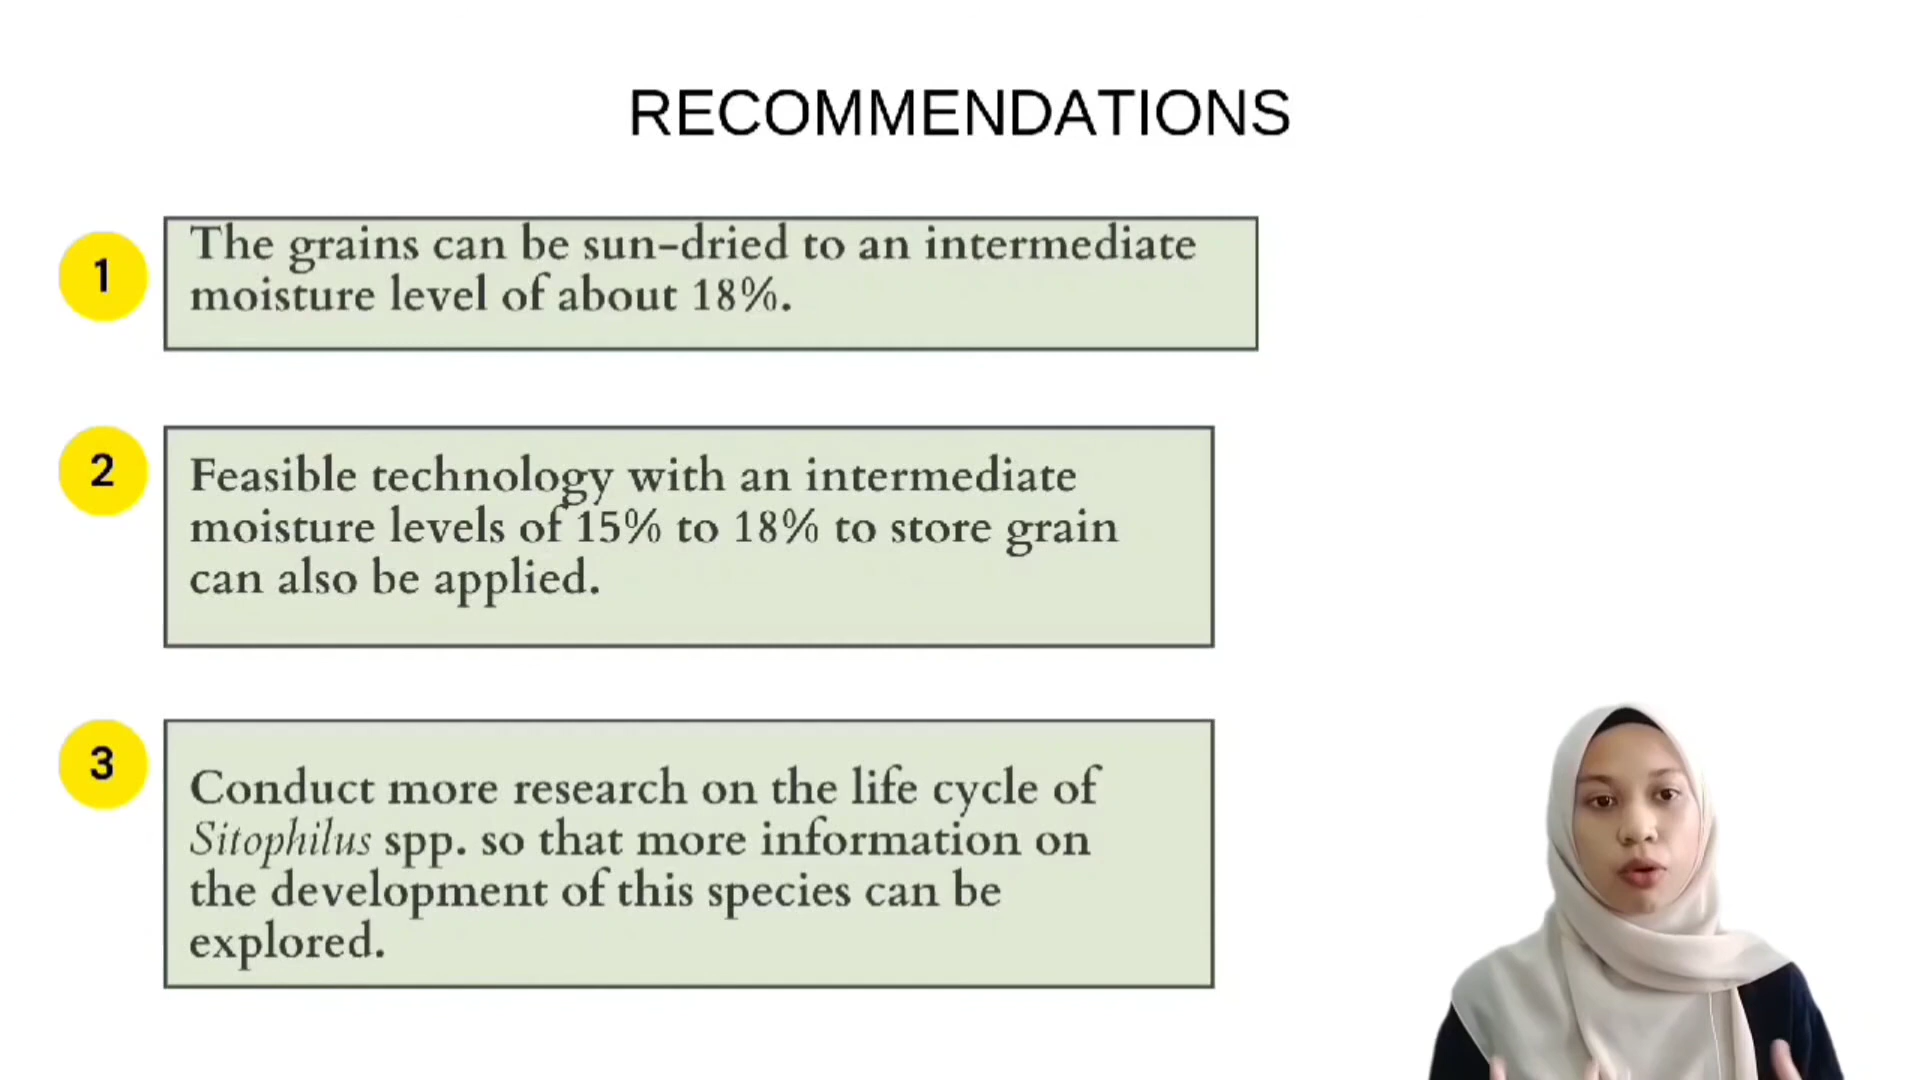 RECOMMENDATIONS
1
The grains can be sun-dried to an intermediate
moisture level of about 18%.
2
Feasible technology with an intermediate
moisture levels of 15% to 18% to store grain
can also be applied.
3
Conduct more research on the life cycle of
Sitophilus spp. so that more information on
the development of this species can be
explored.